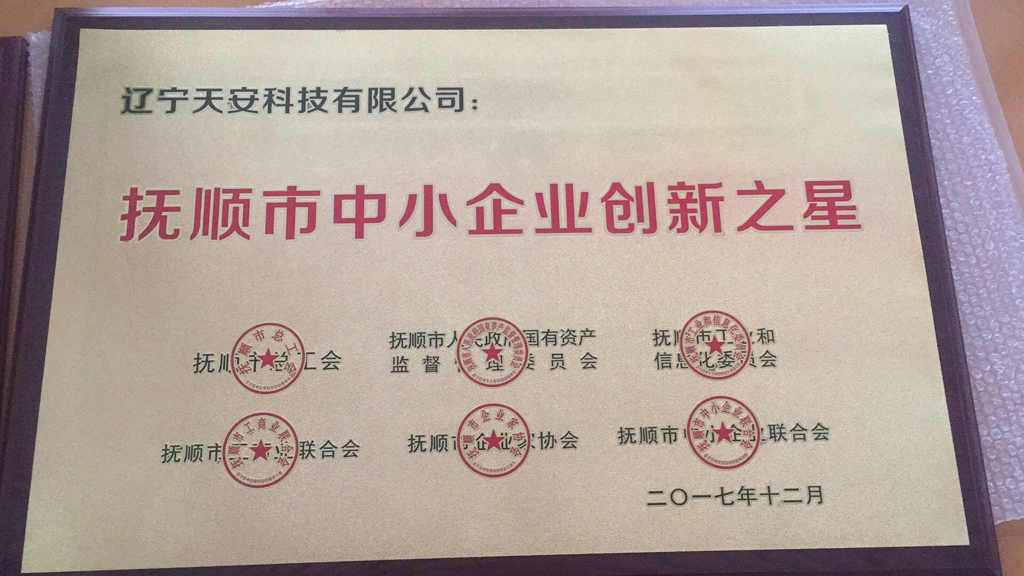 辽宁天安科技有限公司：
抚顺市中小企业创新之星
抚顺市总工会
抚顺市人民政府国有资产
监督管理委员会
抚顺市工业和
信息化委员会
抚顺市工商业联合会
抚顺市企业家协会
抚顺市中小企业联合会
二〇一七年十二月